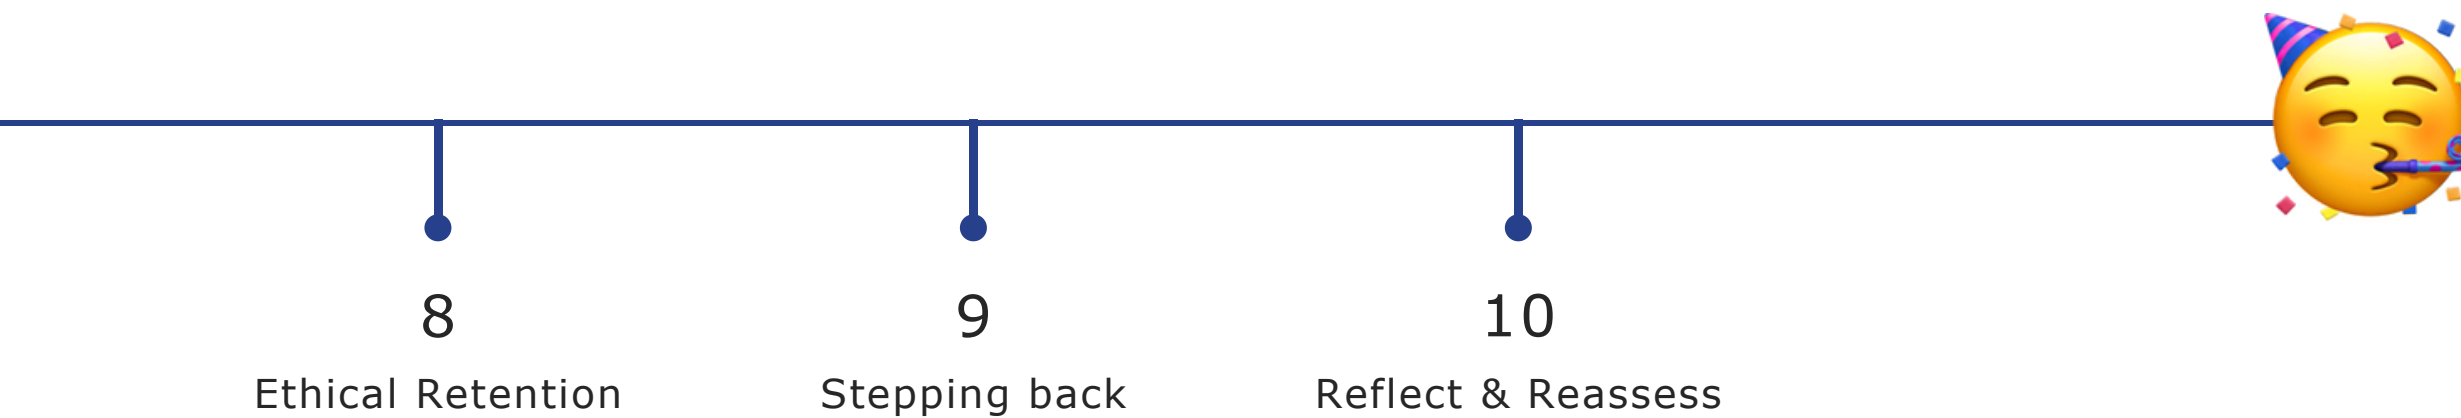 8
Ethical Retention
9
Stepping back
10
Reflect & Reassess